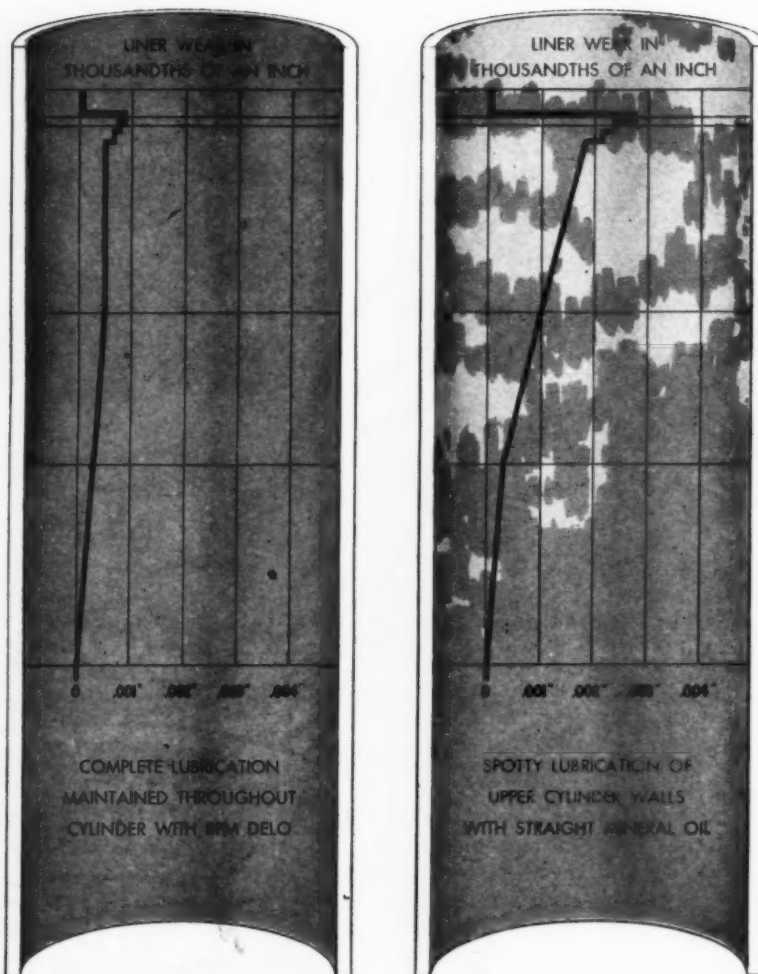 LINER WEAR IN
THOUSANDTHS OF AN INCH
0 .001" .002" .003" .004"
COMPLETE LUBRICATION
MAINTAINED THROUGHOUT
CYLINDER WITH RPM DELO
LINER WEAR IN
THOUSANDTHS OF AN INCH
0 .001" .002" .003" .004"
SPOTTY LUBRICATION OF
UPPER CYLINDER WALLS
WITH STRAIGHT MINERAL OIL